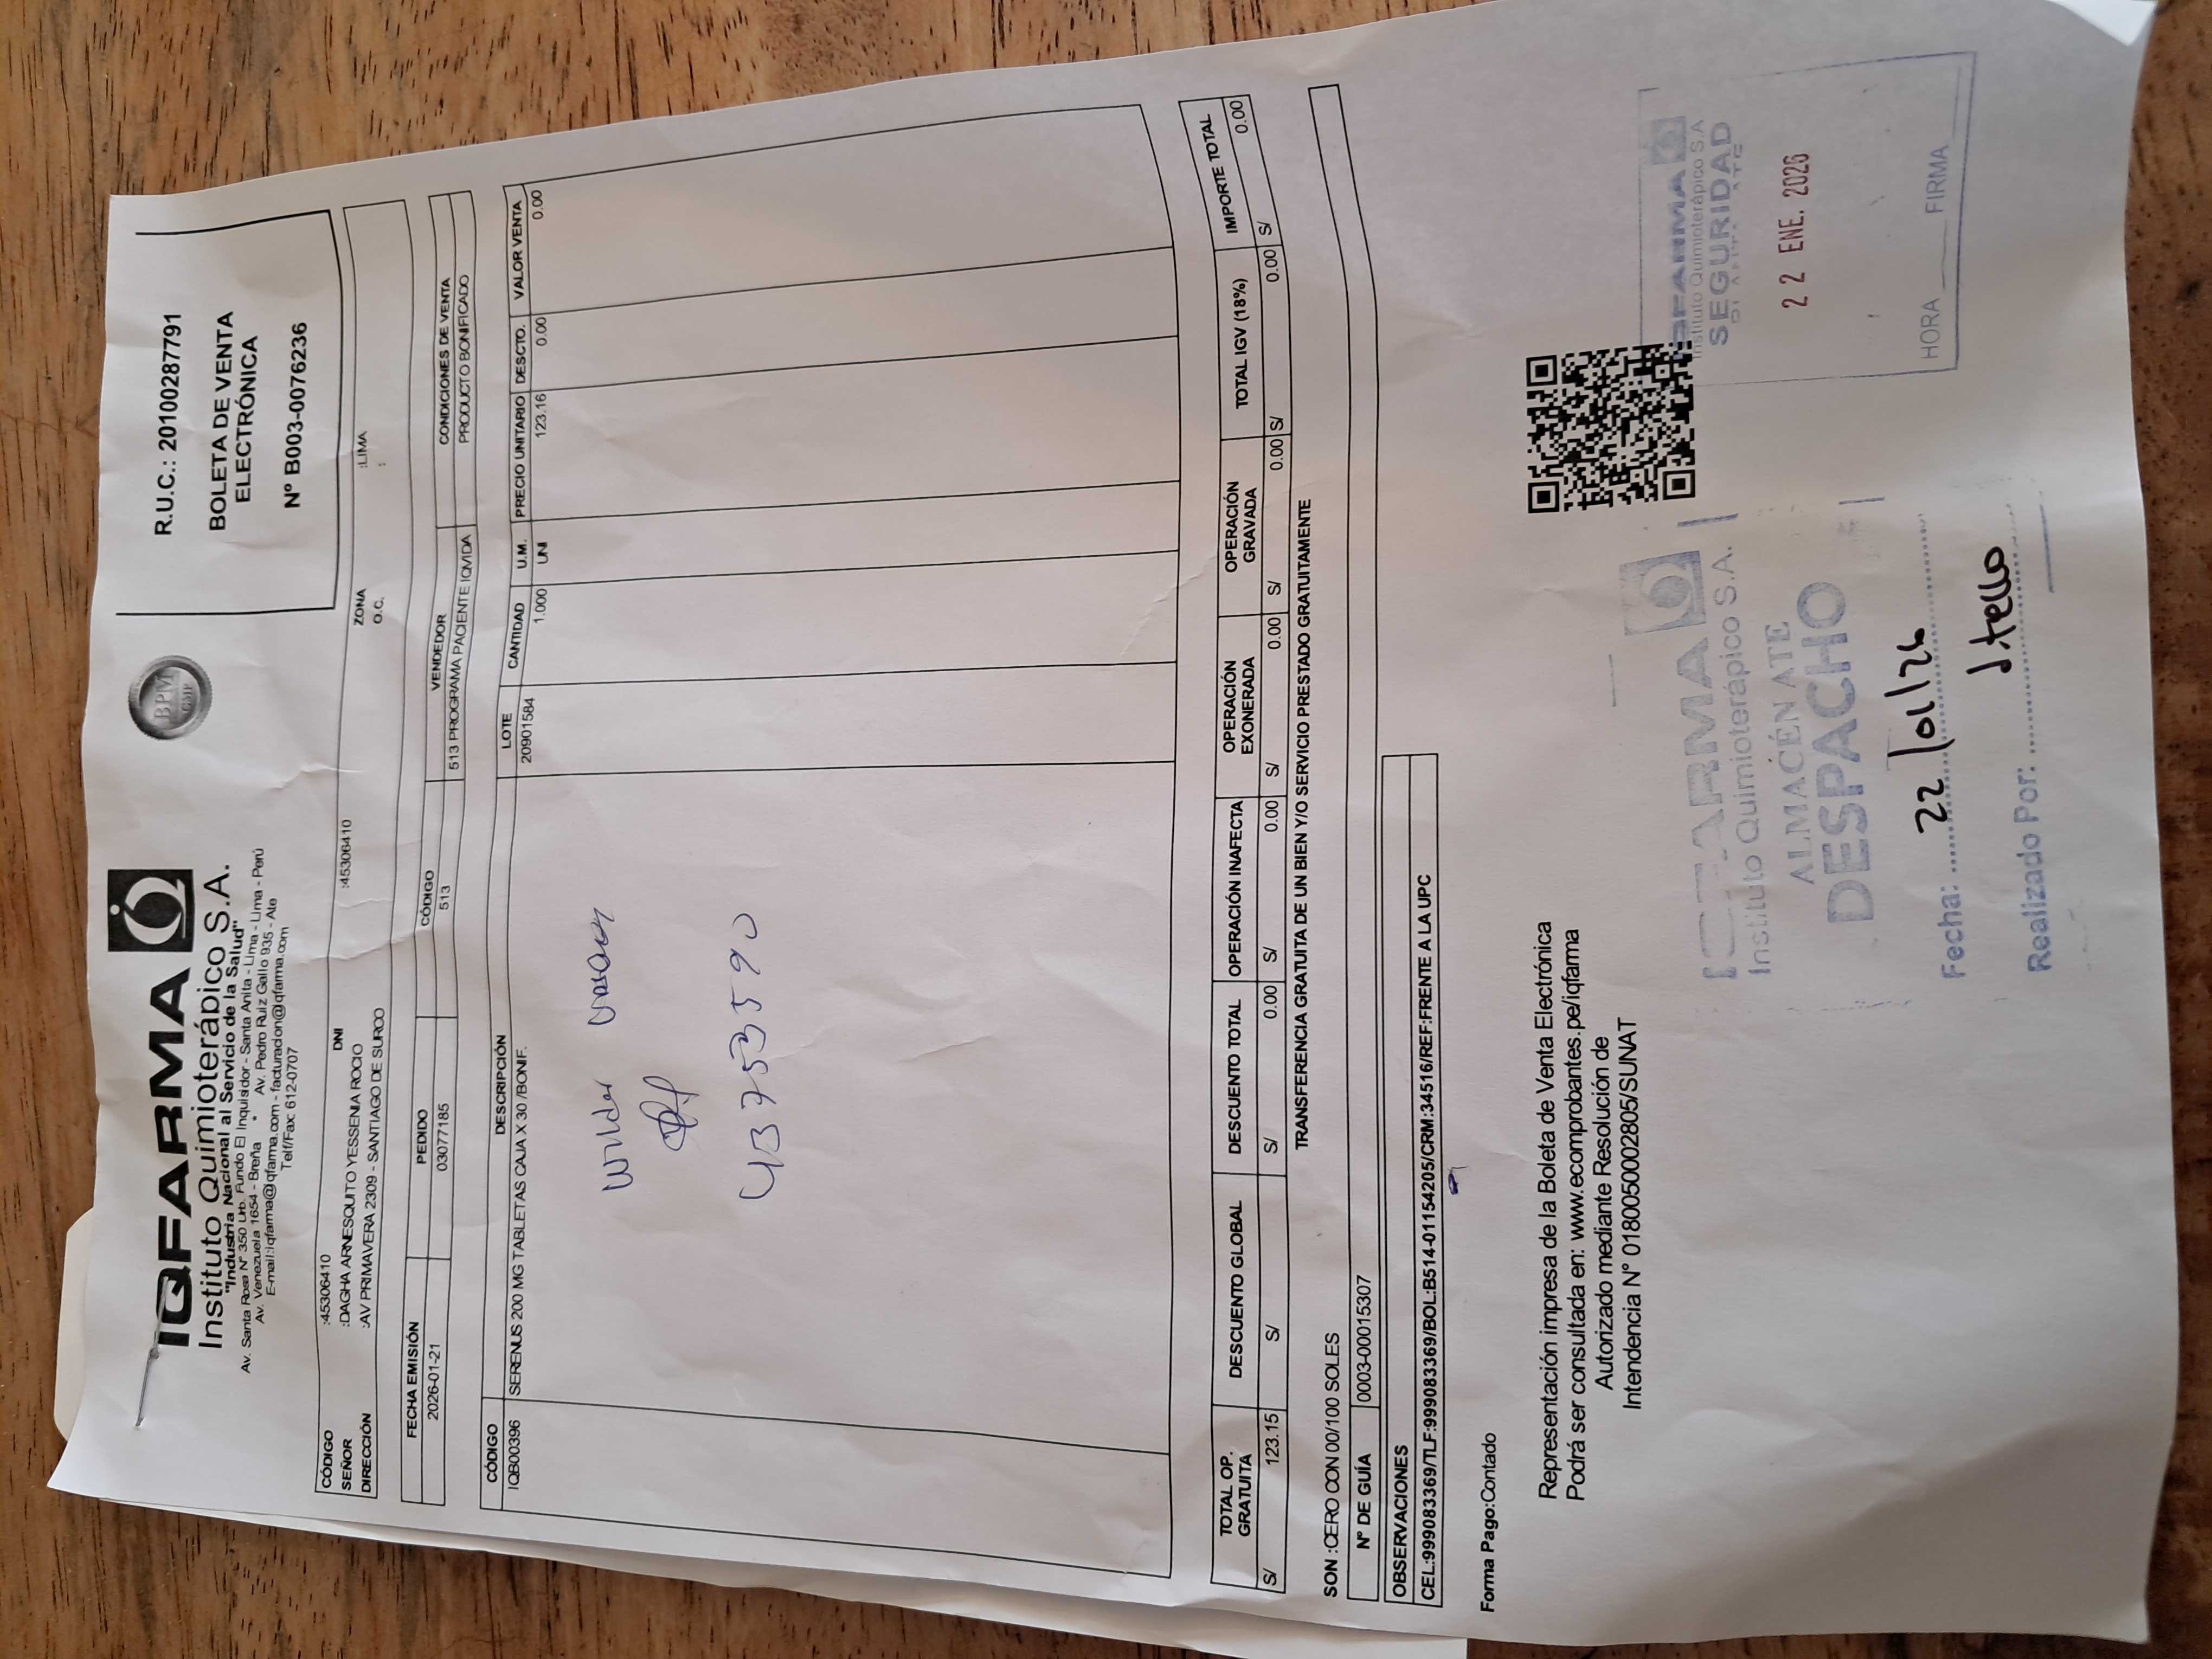 IQFARMA
Instituto Quimioterápico S.A.
"Industria Nacional al Servicio de la Salud"
Av. Santa Rosa N° 350 Urb. Fundo El Inquisidor - Santa Anita - Lima - Lima - Perú
Av. Venezuela 1654 - Breña * Av. Pedro Ruiz Gallo 935 - Ate
E-mail:iqfarma@iqfarma.com - facturacion@iqfarma.com
Telf/Fax: 612-0707
BPM
GMP
R.U.C.: 20100287791
BOLETA DE VENTA
ELECTRÓNICA
Nº B003-0076236
CÓDIGO :45306410 DNI :45306410 ZONA :LIMA
SEÑOR :DAGHA ARNESQUITO YESSENIA ROCIO O.C. :
DIRECCIÓN :AV PRIMAVERA 2309 - SANTIAGO DE SURCO
FECHA EMISIÓN PEDIDO CÓDIGO VENDEDOR CONDICIONES DE VENTA
2026-01-21 03077185 513 513 PROGRAMA PACIENTE IQVIDA PRODUCTO BONIFICADO
CÓDIGO DESCRIPCIÓN LOTE CANTIDAD U.M. PRECIO UNITARIO DESCTO. VALOR VENTA
IQB00396 SERENUS 200 MG TABLETAS CAJA X 30 /BONIF. 20901584 1.000 UNI 123.16 0.00 0.00
Wilder
43753590
TOTAL OP. GRATUITA DESCUENTO GLOBAL DESCUENTO TOTAL OPERACIÓN INAFECTA OPERACIÓN EXONERADA OPERACIÓN GRAVADA TOTAL IGV (18%) IMPORTE TOTAL
S/ 123.15 S/ S/ 0.00 S/ 0.00 S/ 0.00 S/ 0.00 S/ 0.00 S/ 0.00
TRANSFERENCIA GRATUITA DE UN BIEN Y/O SERVICIO PRESTADO GRATUITAMENTE
SON :CERO CON 00/100 SOLES
Nº DE GUÍA 0003-00015307
OBSERVACIONES
CEL:999083369/TLF:999083369/BOL:B514-01154205/CRM:34516/REF:FRENTE A LA UPC
Forma Pago:Contado
Representación impresa de la Boleta de Venta Electrónica
Podrá ser consultada en: www.ecomprobantes.pe/iqfarma
Autorizado mediante Resolución de
Intendencia N° 0180050002805/SUNAT
IQFARMA
Instituto Quimioterápico S.A.
ALMACÉN ATE
DESPACHO
Fecha: 22/01/26
Realizado Por: Jtello
IQFARMA
Instituto Quimioterápico S.A
SEGURIDAD
22 ENE. 2026
HORA FIRMA